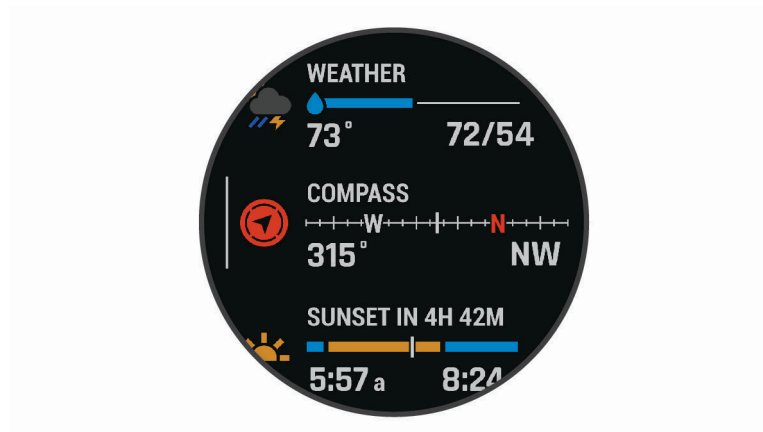 WEATHER
73° 72/54
COMPASS
W N
315° NW
SUNSET IN 4H 42M
5:57 a 8:24